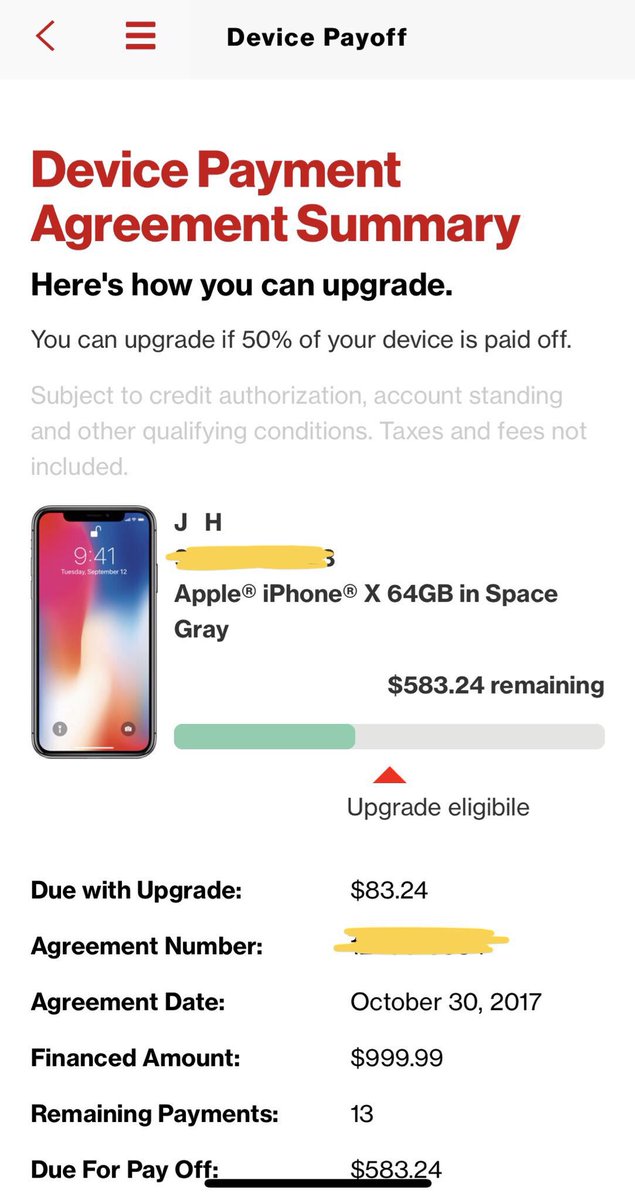 Device Payoff
Device Payment
Agreement Summary
Here's how you can upgrade.
You can upgrade if 50% of your device is paid off.
Subject to credit authorization, account standing
and other qualifying conditions. Taxes and fees not
included.
9:41
Tuesday, September 12
J H
Apple® iPhone® X 64GB in Space
Gray
$583.24 remaining
Upgrade eligibile
Due with Upgrade: $83.24
Agreement Number:
Agreement Date: October 30, 2017
Financed Amount: $999.99
Remaining Payments: 13
Due For Pay Off: $583.24